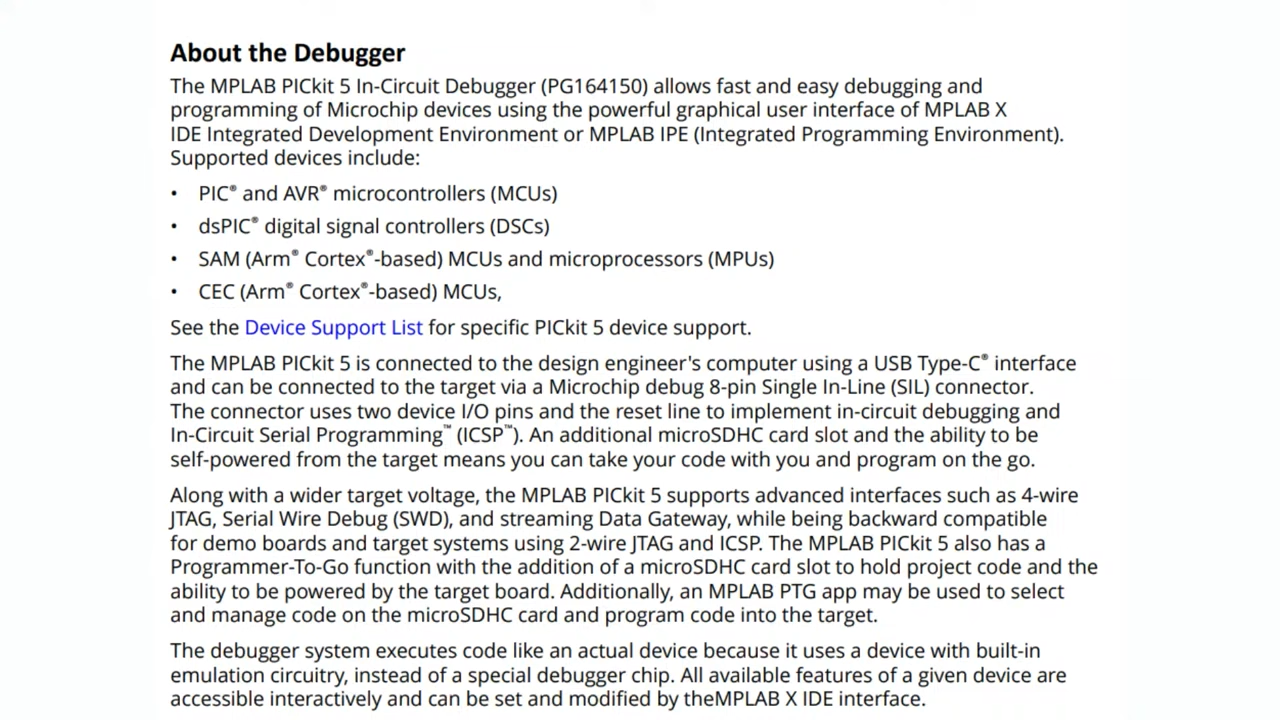 About the Debugger
The MPLAB PICkit 5 In-Circuit Debugger (PG164150) allows fast and easy debugging and
programming of Microchip devices using the powerful graphical user interface of MPLAB X
IDE Integrated Development Environment or MPLAB IPE (Integrated Programming Environment).
Supported devices include:
• PIC® and AVR® microcontrollers (MCUs)
• dsPIC® digital signal controllers (DSCs)
• SAM (Arm® Cortex®-based) MCUs and microprocessors (MPUs)
• CEC (Arm® Cortex®-based) MCUs,
See the Device Support List for specific PICkit 5 device support.
The MPLAB PICkit 5 is connected to the design engineer's computer using a USB Type-C® interface
and can be connected to the target via a Microchip debug 8-pin Single In-Line (SIL) connector.
The connector uses two device I/O pins and the reset line to implement in-circuit debugging and
In-Circuit Serial Programming™ (ICSP™). An additional microSDHC card slot and the ability to be
self-powered from the target means you can take your code with you and program on the go.
Along with a wider target voltage, the MPLAB PICkit 5 supports advanced interfaces such as 4-wire
JTAG, Serial Wire Debug (SWD), and streaming Data Gateway, while being backward compatible
for demo boards and target systems using 2-wire JTAG and ICSP. The MPLAB PICkit 5 also has a
Programmer-To-Go function with the addition of a microSDHC card slot to hold project code and the
ability to be powered by the target board. Additionally, an MPLAB PTG app may be used to select
and manage code on the microSDHC card and program code into the target.
The debugger system executes code like an actual device because it uses a device with built-in
emulation circuitry, instead of a special debugger chip. All available features of a given device are
accessible interactively and can be set and modified by theMPLAB X IDE interface.